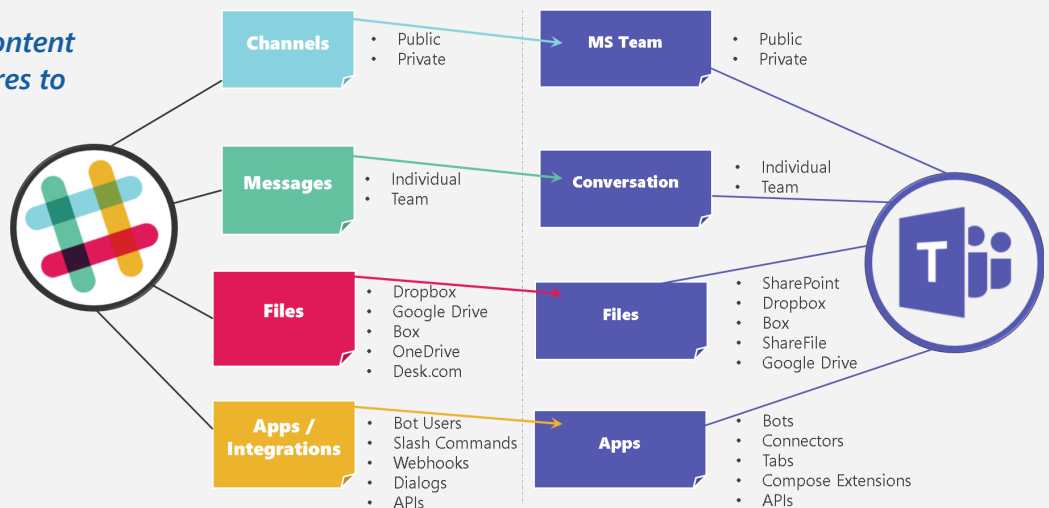 ontent
res to
Channels
• Public
• Private
MS Team
• Public
• Private
Messages
• Individual
• Team
Conversation
• Individual
• Team
Files
• Dropbox
• Google Drive
• Box
• OneDrive
• Desk.com
Files
• SharePoint
• Dropbox
• Box
• ShareFile
• Google Drive
Apps /
Integrations
• Bot Users
• Slash Commands
• Webhooks
• Dialogs
• APIs
Apps
• Bots
• Connectors
• Tabs
• Compose Extensions
• APIs
T